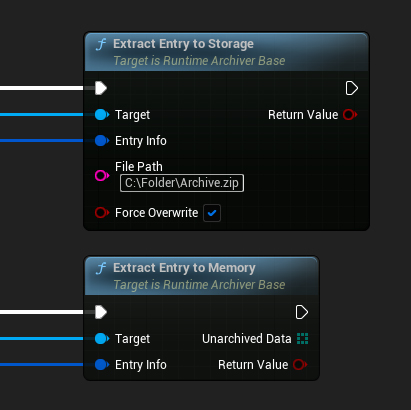 Extract Entry to Storage
Target is Runtime Archiver Base
Target
Return Value
Entry Info
File Path
C:\Folder\Archive.zip
Force Overwrite
Extract Entry to Memory
Target is Runtime Archiver Base
Target
Unarchived Data
Entry Info
Return Value